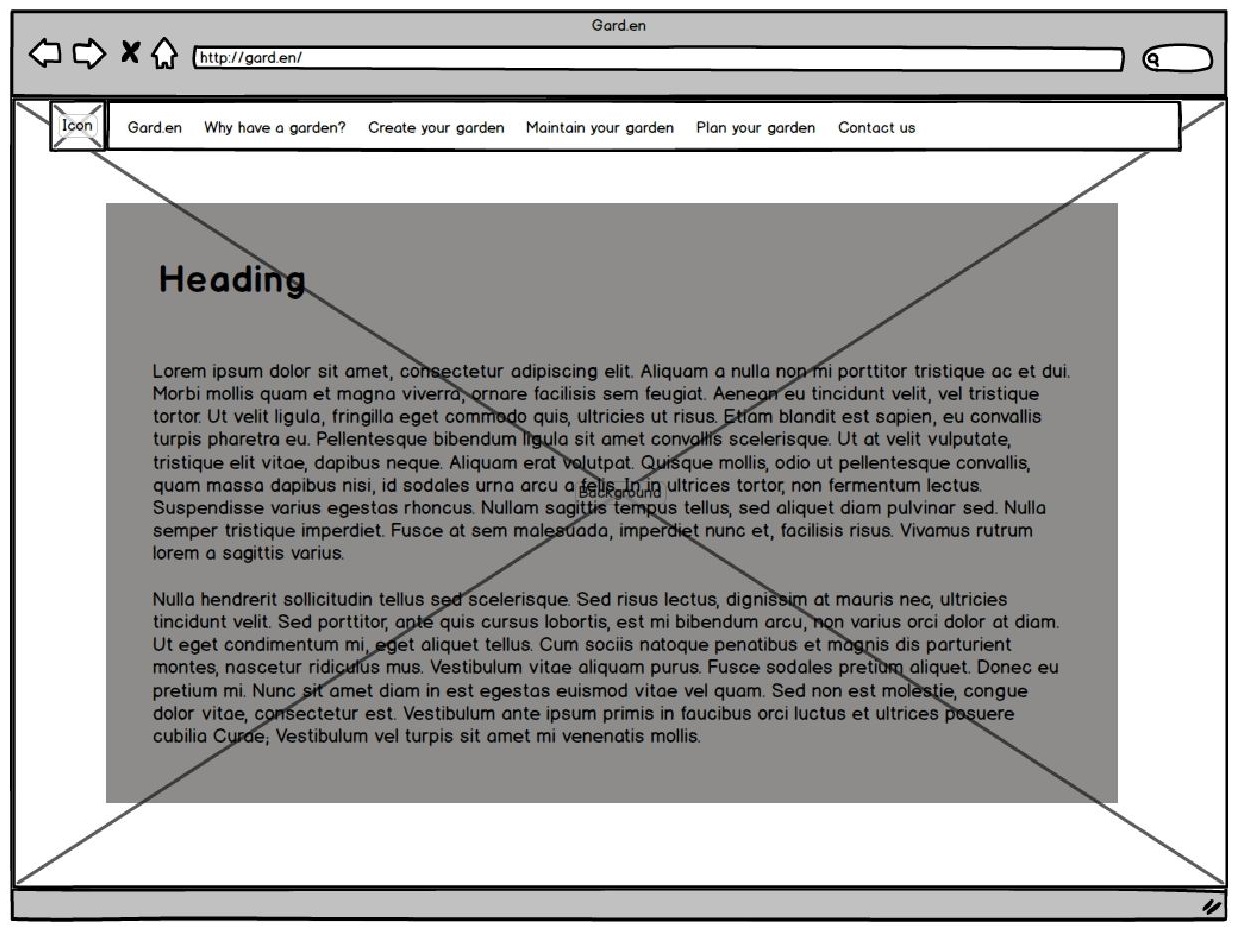 Gard.en
http://gard.en/
Icon
Gard.en Why have a garden? Create your garden Maintain your garden Plan your garden Contact us
Heading
Lorem ipsum dolor sit amet, consectetur adipiscing elit. Aliquam a nulla non mi porttitor tristique ac et dui.
Morbi mollis quam et magna viverra, ornare facilisis sem feugiat. Aenean eu tincidunt velit, vel tristique
tortor. Ut velit ligula, fringilla eget commodo quis, ultricies ut risus. Etiam blandit est sapien, eu convallis
turpis pharetra eu. Pellentesque bibendum ligula sit amet convallis scelerisque. Ut at velit vulputate,
tristique elit vitae, dapibus neque. Aliquam erat volutpat. Quisque mollis, odio ut pellentesque convallis,
quam massa dapibus nisi, id sodales urna arcu a felis. In in ultrices tortor, non fermentum lectus.
Background
Suspendisse varius egestas rhoncus. Nullam sagittis tempus tellus, sed aliquet diam pulvinar sed. Nulla
semper tristique imperdiet. Fusce at sem malesuada, imperdiet nunc et, facilisis risus. Vivamus rutrum
lorem a sagittis varius.
Nulla hendrerit sollicitudin tellus sed scelerisque. Sed risus lectus, dignissim at mauris nec, ultricies
tincidunt velit. Sed porttitor, ante quis cursus lobortis, est mi bibendum arcu, non varius orci dolor at diam.
Ut eget condimentum mi, eget aliquet tellus. Cum sociis natoque penatibus et magnis dis parturient
montes, nascetur ridiculus mus. Vestibulum vitae aliquam purus. Fusce sodales pretium aliquet. Donec eu
pretium mi. Nunc sit amet diam in est egestas euismod vitae vel quam. Sed non est molestie, congue
dolor vitae, consectetur est. Vestibulum ante ipsum primis in faucibus orci luctus et ultrices posuere
cubilia Curae; Vestibulum vel turpis sit amet mi venenatis mollis.